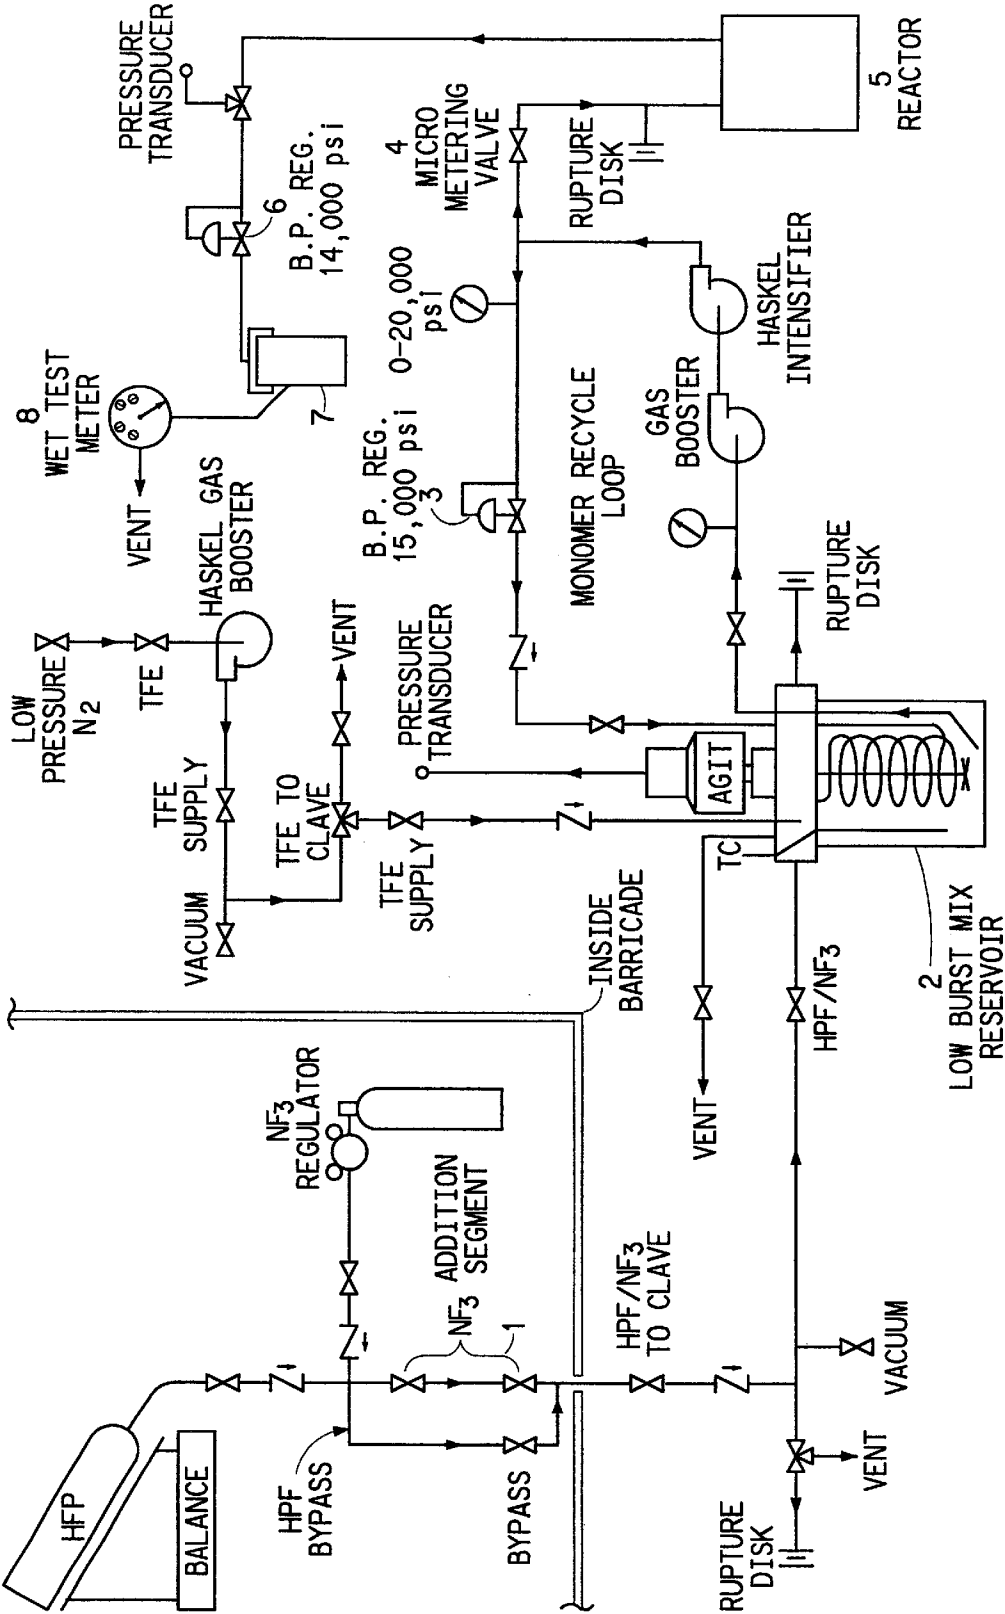 HFP
BALANCE
HPF
BYPASS
BYPASS
NF3
REGULATOR
NF3 ADDITION
SEGMENT
1
HPF/NF3
TO CLAVE
RUPTURE
DISK
VENT
VACUUM
HPF/NF3
VENT
INSIDE
BARRICADE
2
LOW BURST MIX
RESERVOIR
LOW
PRESSURE
N2
TFE
HASKEL GAS
BOOSTER
TFE
SUPPLY
VACUUM
TFE TO
CLAVE
VENT
TFE
SUPPLY
PRESSURE
TRANSDUCER
AGIT
TC
RUPTURE
DISK
MONOMER RECYCLE
LOOP
GAS
BOOSTER
HASKEL
INTENSIFIER
B.P. REG.
15,000 psi
3
0-20,000
psi
4
MICRO
METERING
VALVE
RUPTURE
DISK
5
REACTOR
PRESSURE
TRANSDUCER
6
B.P. REG.
14,000 psi
7
8
WET TEST
METER
VENT